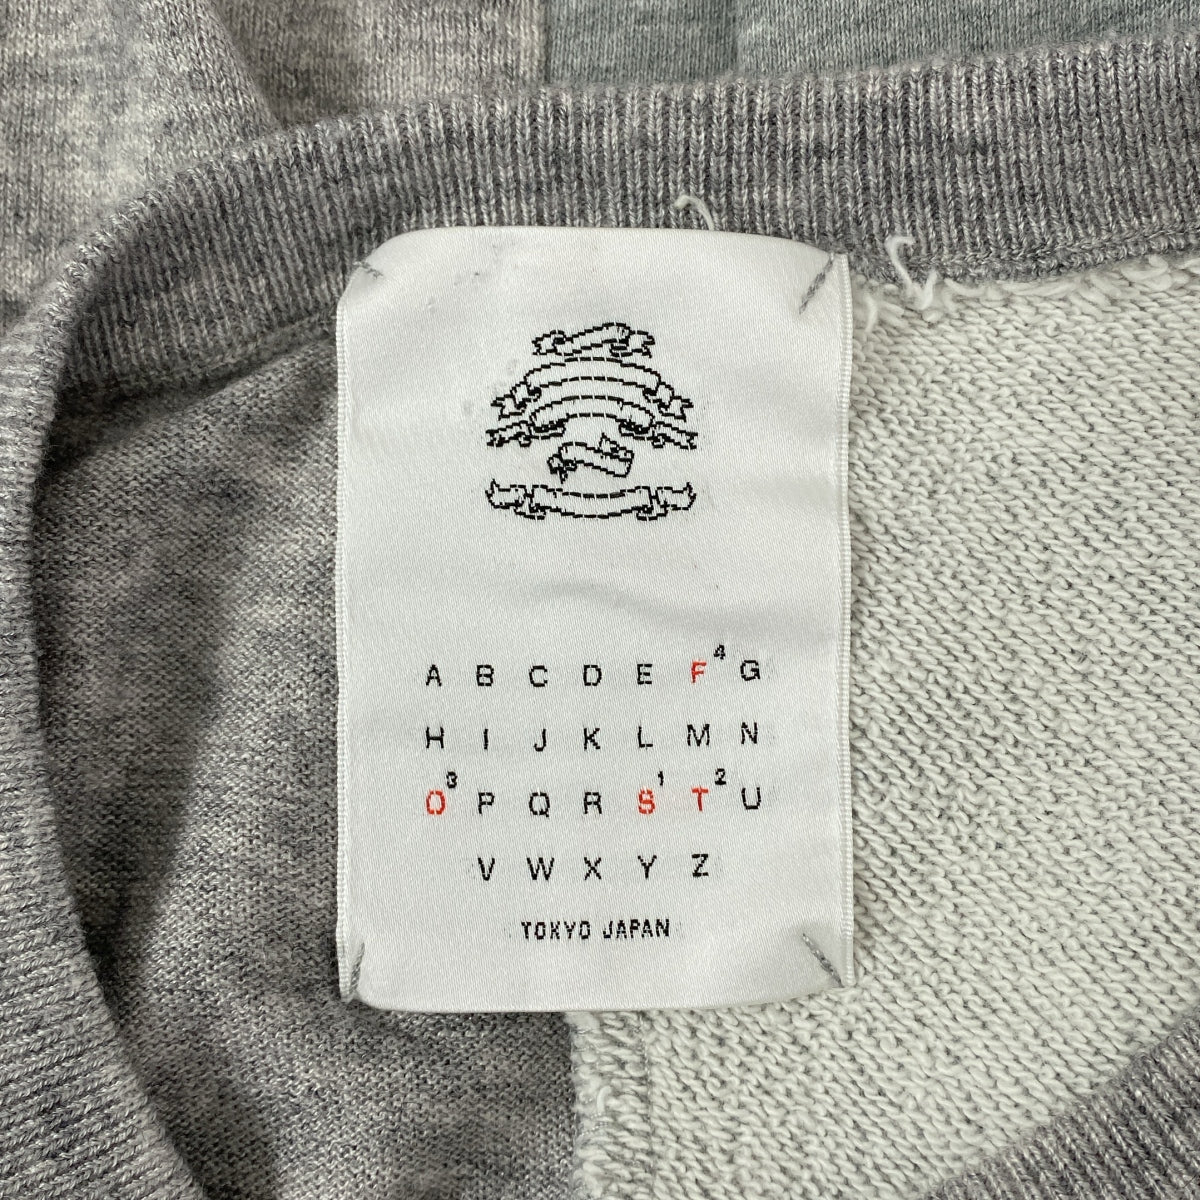 A B C D E F⁴ G
H I J K L M N
O³ P Q R S¹ T² U
V W X Y Z
TOKYO JAPAN